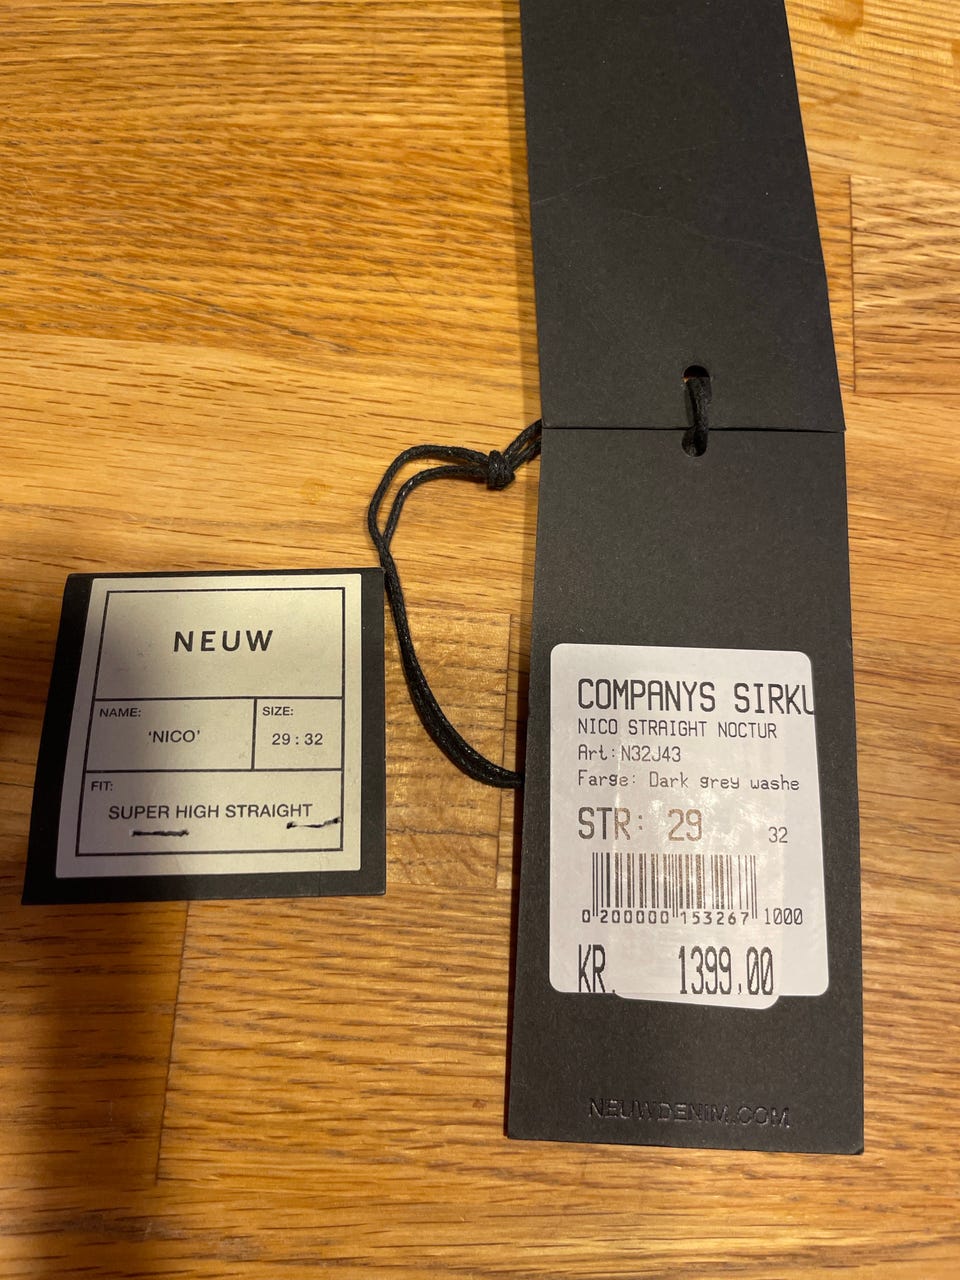 NEUW
NAME:
'NICO'
SIZE:
29 : 32
FIT:
SUPER HIGH STRAIGHT
COMPANYS SIRKU
NICO STRAIGHT NOCTUR
Art: N32J43
Farge: Dark grey washe
STR: 29 32
0 200000 153267 1000
KR. 1399,00
NEUWDENIM.COM